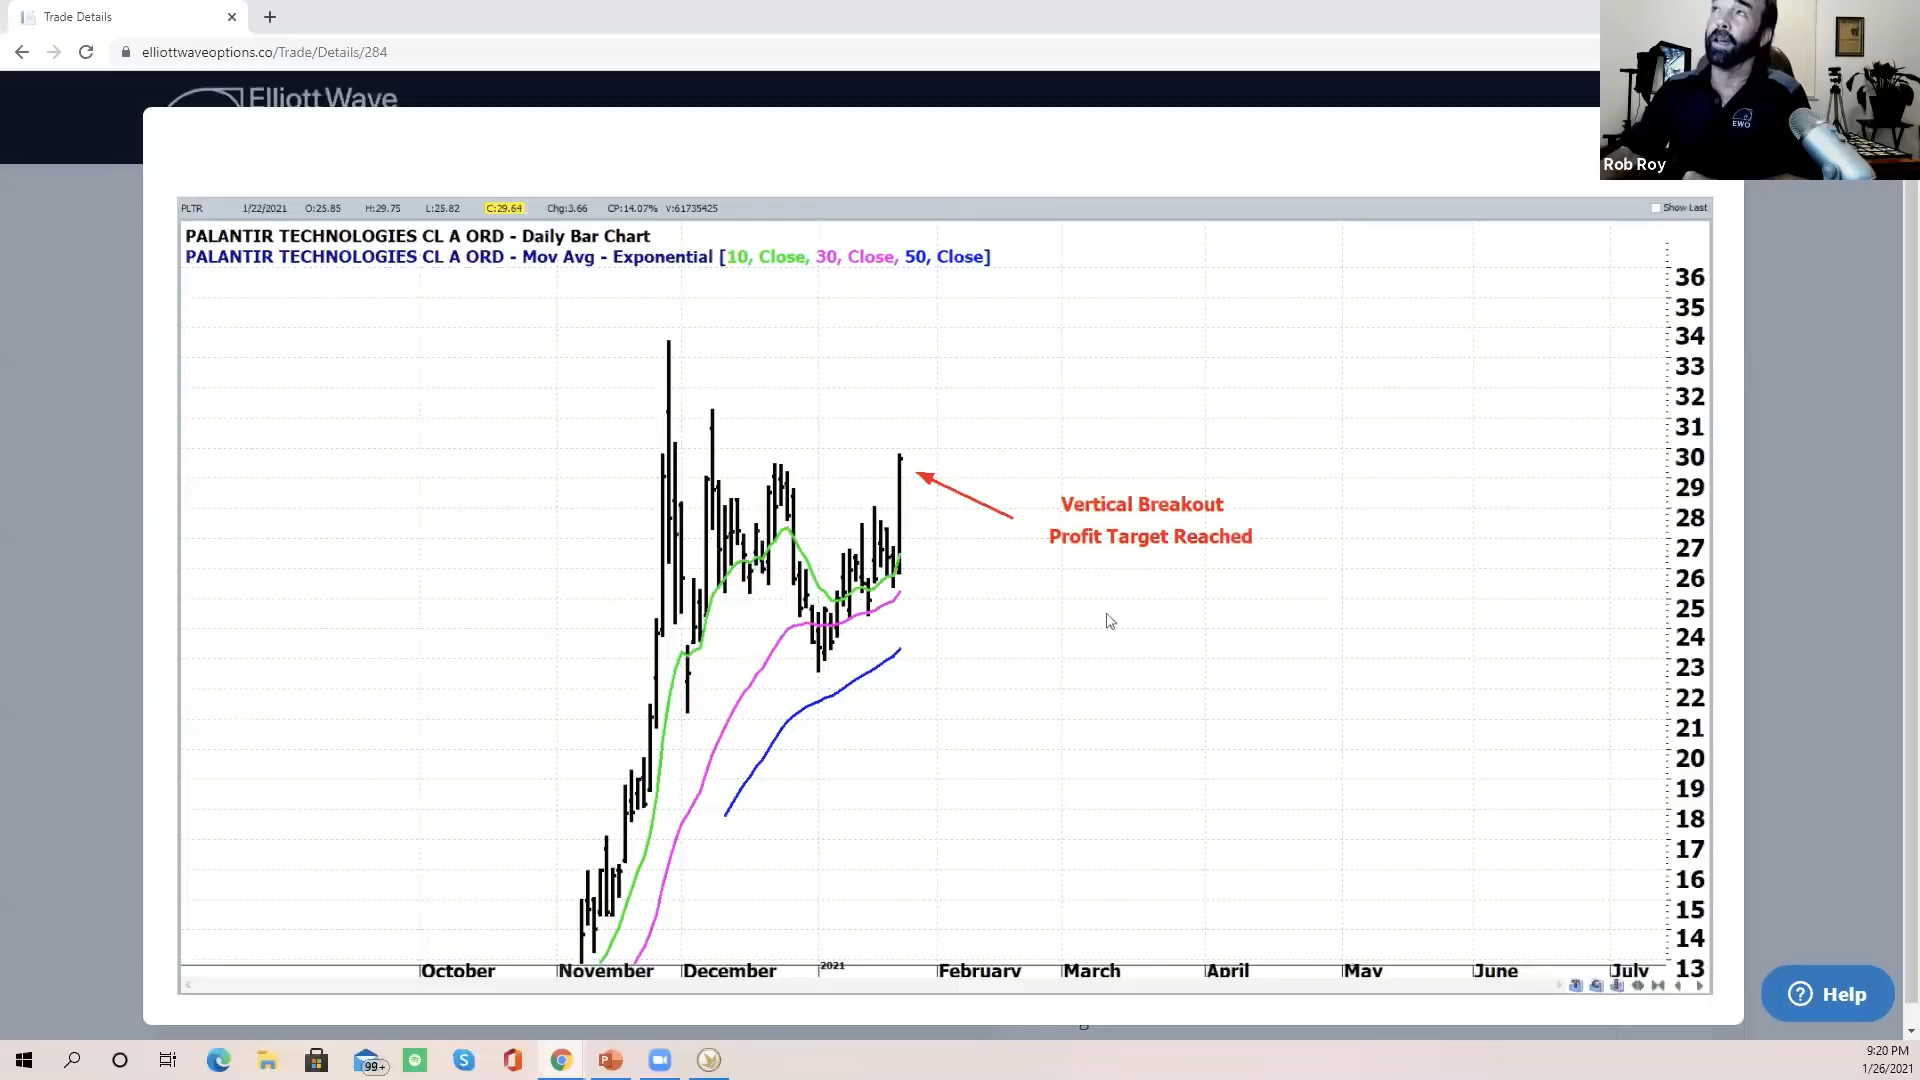 Trade Details
elliottwaveoptions.co/Trade/Details/284
Elliott Wave
EWO
Rob Roy
PLTR 1/22/2021 O:25.85 H:29.75 L:25.82 C:29.64 Chg:3.66 CP:14.07% V:61735425
Show Last
PALANTIR TECHNOLOGIES CL A ORD - Daily Bar Chart
PALANTIR TECHNOLOGIES CL A ORD - Mov Avg - Exponential [10, Close, 30, Close, 50, Close]
36
35
34
33
32
31
30
29
28
27
26
25
24
23
22
21
20
19
18
17
16
15
14
13
Vertical Breakout
Profit Target Reached
October November December 2021 February March April May June July
Help
99+
9:20 PM
1/26/2021